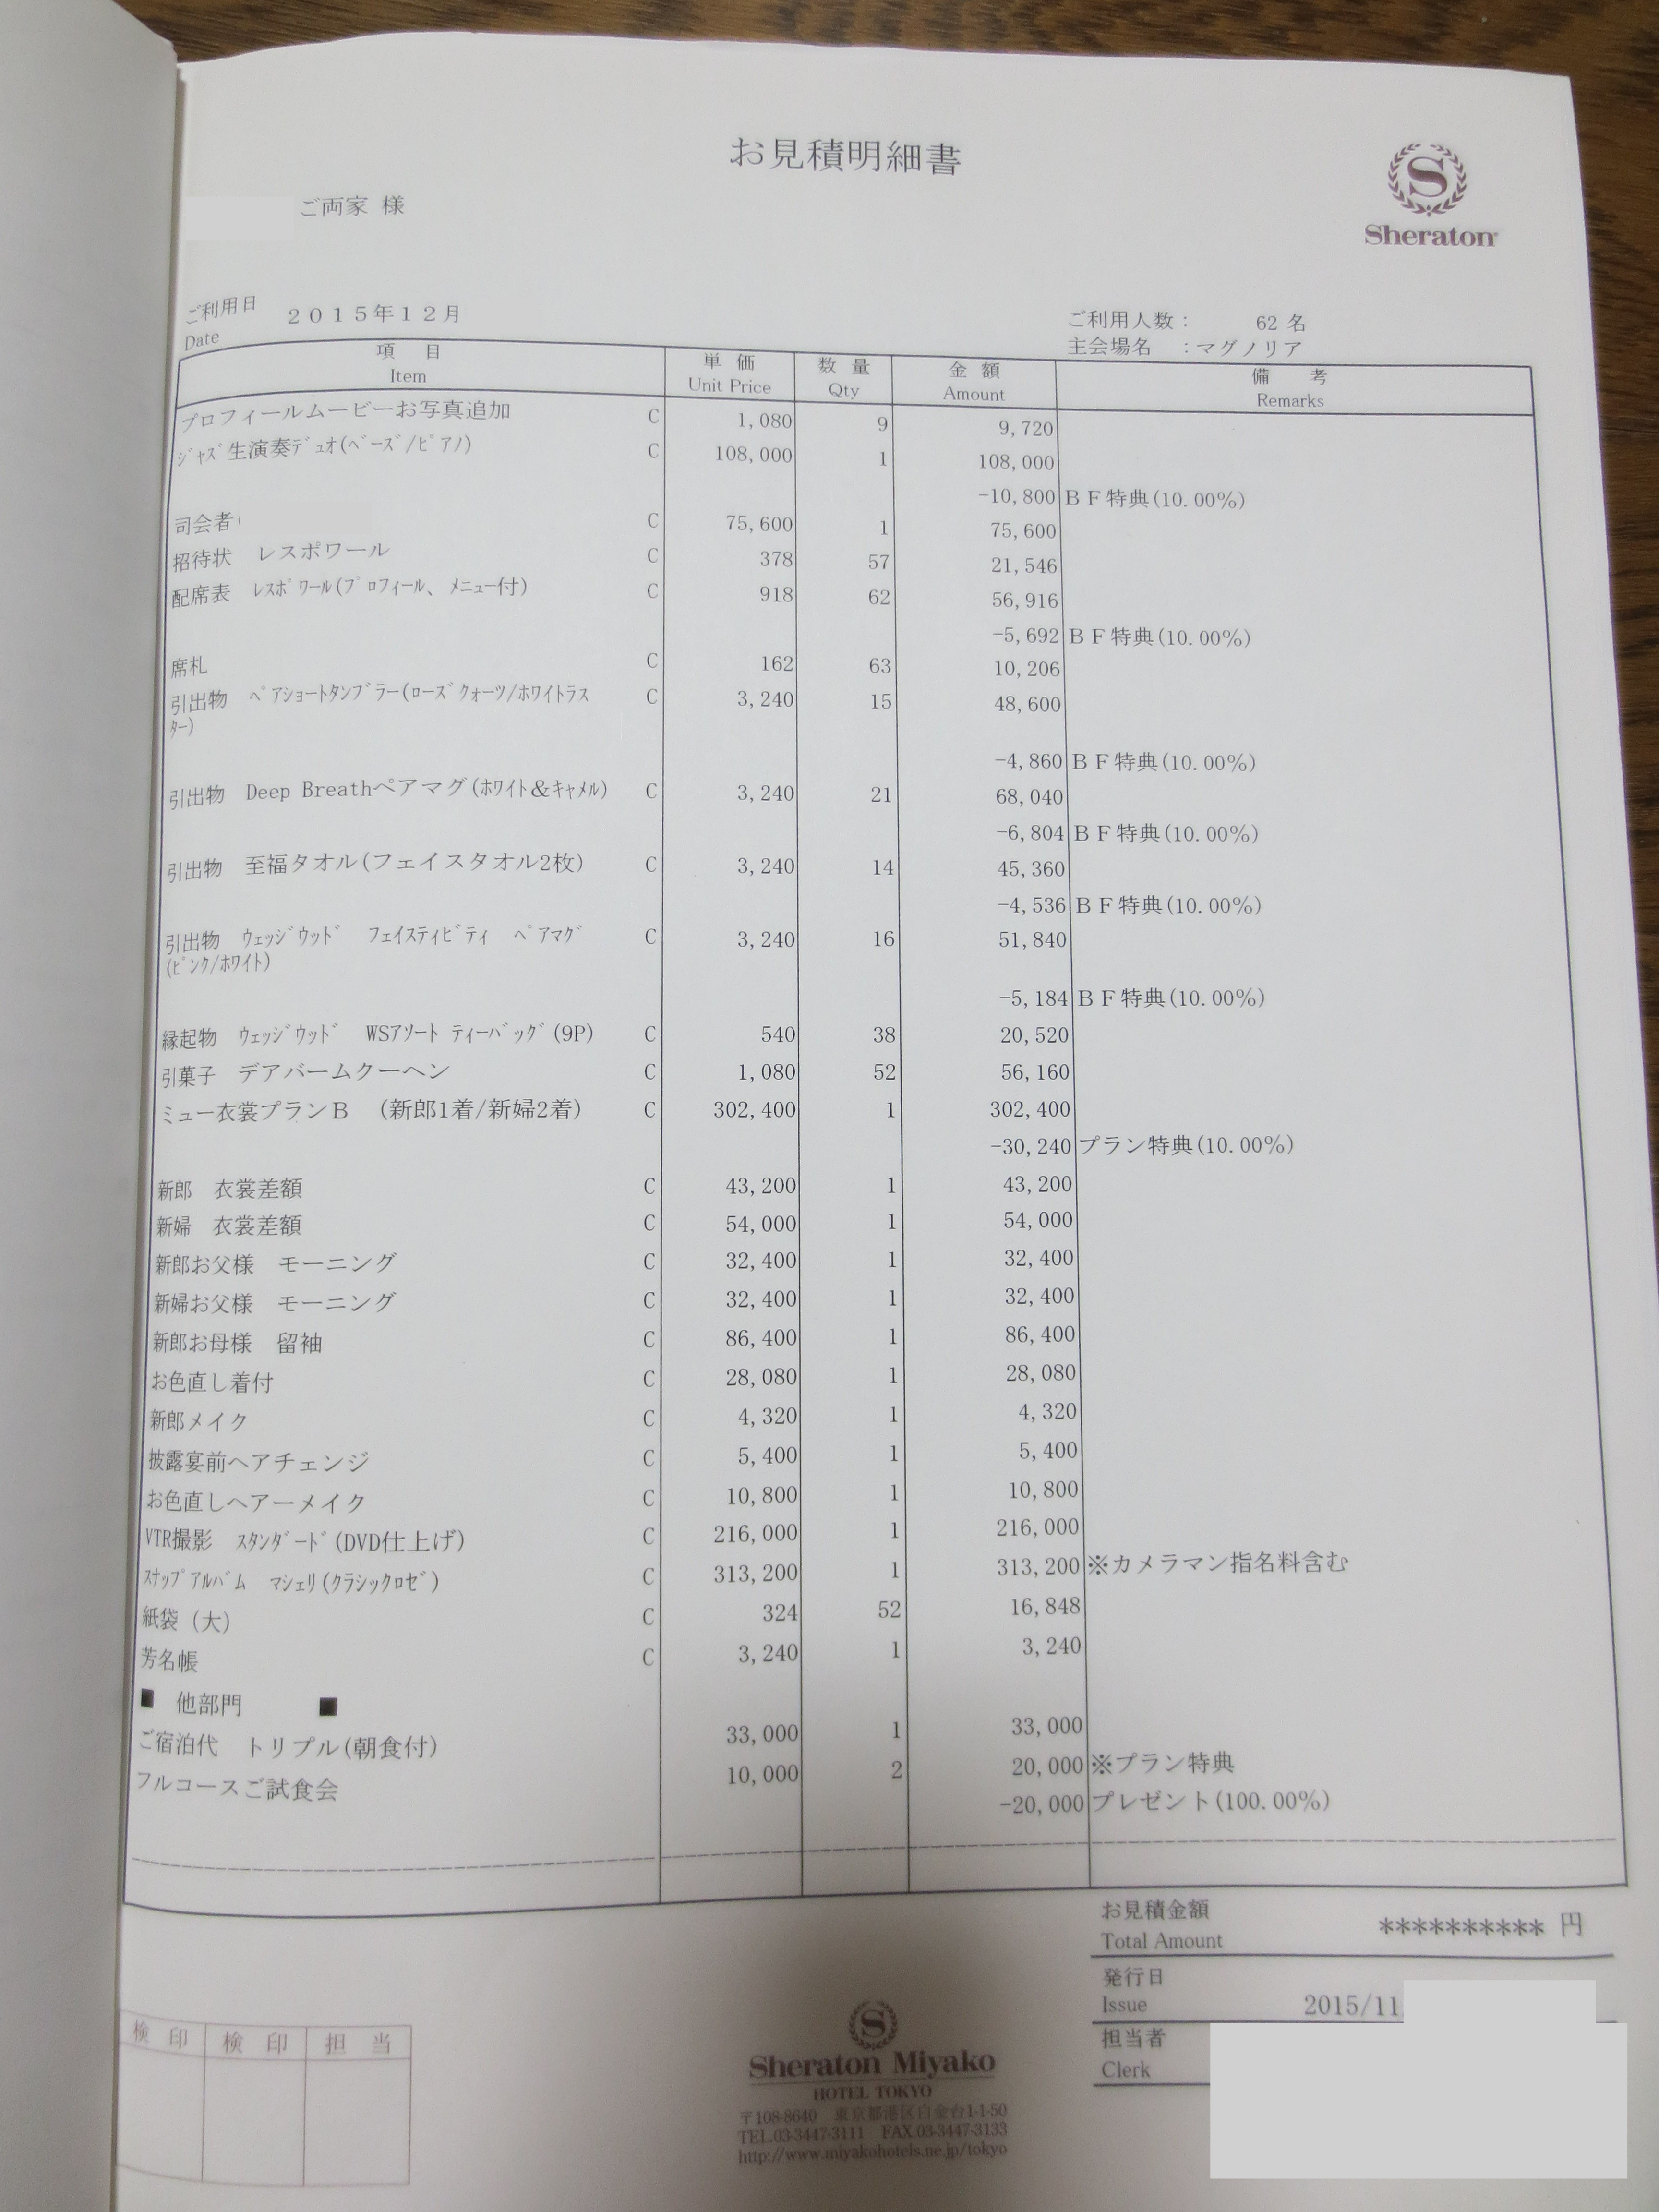 お見積明細書
S
Sheraton
ご両家 様
ご利用日 2015年12月
Date
ご利用人数: 62 名
主会場名 :マグノリア
項 目 単 価 数 量 金 額 備 考
Item Unit Price Qty Amount Remarks
プロフィールムービーお写真追加 C 1,080 9 9,720
ｼﾞｬｽﾞ生演奏ﾃﾞｭｵ(ﾍﾞｰｽﾞ/ﾋﾟｱﾉ) C 108,000 1 108,000
-10,800 BF特典(10.00%)
司会者 C 75,600 1 75,600
招待状 レスポワール C 378 57 21,546
配席表 ﾚｽﾎﾟﾜｰﾙ(ﾌﾟﾛﾌｨｰﾙ、ﾒﾆｭｰ付) C 918 62 56,916
-5,692 BF特典(10.00%)
席札 C 162 63 10,206
引出物 ﾍﾟｱｼｮｰﾄﾀﾝﾌﾞﾗｰ(ﾛｰｽﾞｸｫｰﾂ/ﾎﾜｲﾄﾗｽ C 3,240 15 48,600
ﾀｰ)
-4,860 BF特典(10.00%)
引出物 Deep Breathペアマグ(ﾎﾜｲﾄ&ｷｬﾒﾙ) C 3,240 21 68,040
-6,804 BF特典(10.00%)
引出物 至福タオル(フェイスタオル2枚) C 3,240 14 45,360
-4,536 BF特典(10.00%)
引出物 ｳｪｯｼﾞｳｯﾄﾞ ﾌｪｲｽﾃｨﾋﾞﾃｨ ﾍﾟｱﾏｸﾞ C 3,240 16 51,840
(ﾋﾟﾝｸ/ﾎﾜｲﾄ)
-5,184 BF特典(10.00%)
縁起物 ｳｪｯｼﾞｳｯﾄﾞ WSｱｿｰﾄ ﾃｨｰﾊﾞｯｸﾞ(9P) C 540 38 20,520
引菓子 デアバームクーヘン C 1,080 52 56,160
ミュー衣裳プランB (新郎1着/新婦2着) C 302,400 1 302,400
-30,240 プラン特典(10.00%)
新郎 衣裳差額 C 43,200 1 43,200
新婦 衣裳差額 C 54,000 1 54,000
新郎お父様 モーニング C 32,400 1 32,400
新婦お父様 モーニング C 32,400 1 32,400
新郎お母様 留袖 C 86,400 1 86,400
お色直し着付 C 28,080 1 28,080
新郎メイク C 4,320 1 4,320
披露宴前ヘアチェンジ C 5,400 1 5,400
お色直しヘアーメイク C 10,800 1 10,800
VTR撮影 ｽﾀﾝﾀﾞｰﾄﾞ(DVD仕上げ) C 216,000 1 216,000
ｽﾅｯﾌﾟｱﾙﾊﾞﾑ ﾏｼｪﾘ(ｸﾗｼｯｸﾛｾﾞ) C 313,200 1 313,200 ※カメラマン指名料含む
紙袋(大) C 324 52 16,848
芳名帳 C 3,240 1 3,240
■ 他部門 ■
ご宿泊代 トリプル(朝食付) 33,000 1 33,000
フルコースご試食会 10,000 2 20,000 ※プラン特典
-20,000 プレゼント(100.00%)
お見積金額
Total Amount ********** 円
発行日
Issue 2015/11
担当者
Clerk
検 印 検 印 担 当
S
Sheraton Miyako
HOTEL TOKYO
〒108-8640 東京都港区白金台1-1-50
TEL.03-3447-3111 FAX.03-3447-3133
http://www.miyakohotels.ne.jp/tokyo